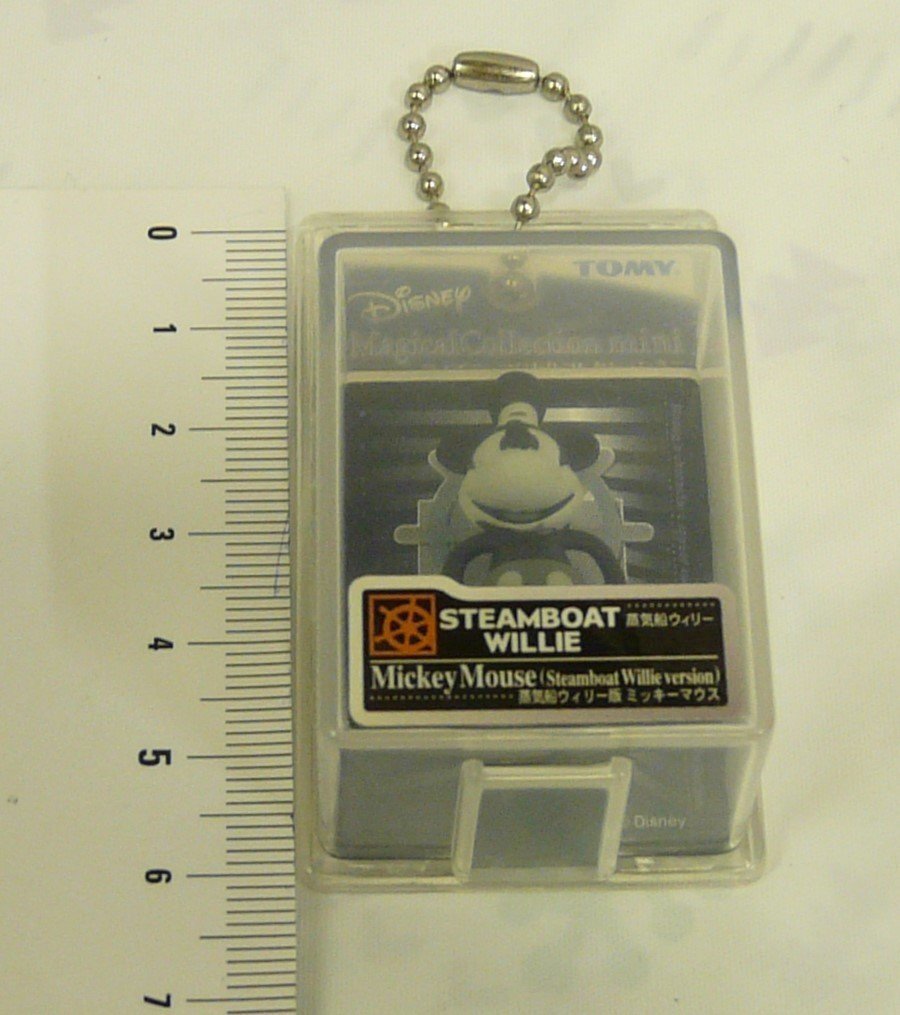 TOMY
Disney
Magical Collection mini
STEAMBOAT
WILLIE
蒸気船ウィリー
Mickey Mouse (Steamboat Willie version)
蒸気船ウィリー版 ミッキーマウス
Disney
0
1
2
3
4
5
6
7